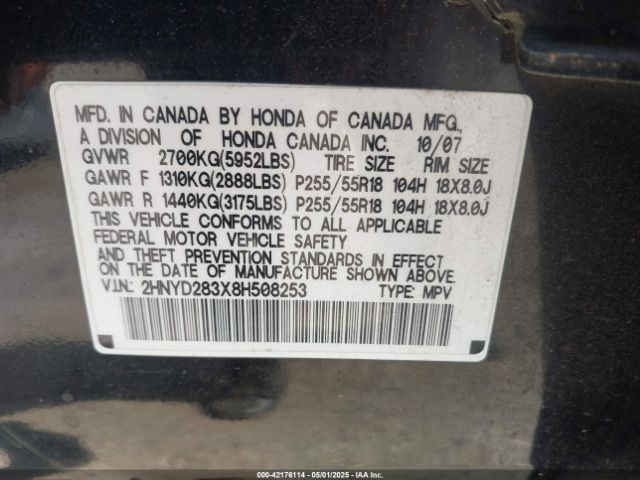 MFD. IN CANADA BY HONDA OF CANADA MFG.,
A DIVISION OF HONDA CANADA INC. 10/07
GVWR 2700KG(5952LBS) TIRE SIZE RIM SIZE
GAWR F 1310KG(2888LBS) P255/55R18 104H 18X8.0J
GAWR R 1440KG(3175LBS) P255/55R18 104H 18X8.0J
THIS VEHICLE CONFORMS TO ALL APPLICABLE
FEDERAL MOTOR VEHICLE SAFETY
AND THEFT PREVENTION STANDARDS IN EFFECT
ON THE DATE OF MANUFACTURE SHOWN ABOVE.
V.I.N.: 2HNYD283X8H508253 TYPE: MPV
000-42176114 - 05/01/2025 - IAAI.COM